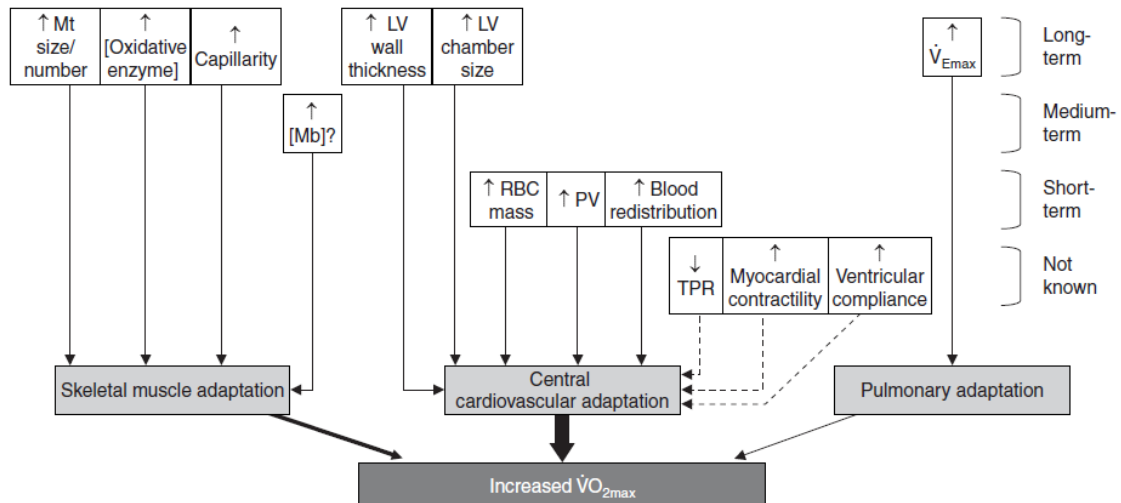 ↑ Mt
size/
number
↑
[Oxidative
enzyme]
↑
Capillarity
↑ LV
wall
thickness
↑ LV
chamber
size
↑
V̇Emax
Long-
term
↑
[Mb]?
Medium-
term
↑ RBC
mass
↑ PV
↑ Blood
redistribution
Short-
term
↓
TPR
↑
Myocardial
contractility
↑
Ventricular
compliance
Not
known
Skeletal muscle adaptation
Central
cardiovascular adaptation
Pulmonary adaptation
Increased V̇O2max